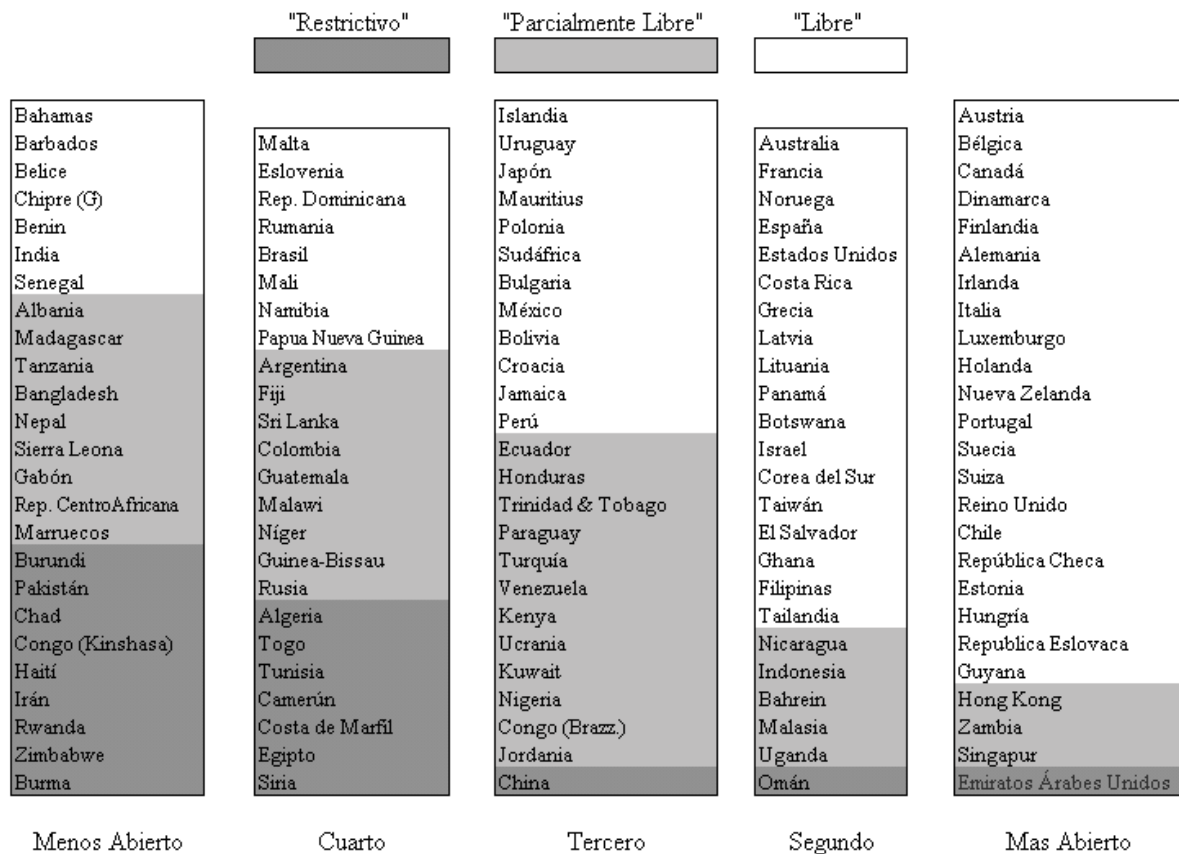 "Restrictivo"
"Parcialmente Libre"
"Libre"
Bahamas
Barbados
Belice
Chipre (G)
Benin
India
Senegal
Albania
Madagascar
Tanzania
Bangladesh
Nepal
Sierra Leona
Gabón
Rep. CentroAfricana
Marruecos
Burundi
Pakistán
Chad
Congo (Kinshasa)
Haití
Irán
Rwanda
Zimbabwe
Burma
Menos Abierto
Malta
Eslovenia
Rep. Dominicana
Rumania
Brasil
Mali
Namibia
Papua Nueva Guinea
Argentina
Fiji
Sri Lanka
Colombia
Guatemala
Malawi
Níger
Guinea-Bissau
Rusia
Algeria
Togo
Tunisia
Camerún
Costa de Marfil
Egipto
Siria
Cuarto
Islandia
Uruguay
Japón
Mauritius
Polonia
Sudáfrica
Bulgaria
México
Bolivia
Croacia
Jamaica
Perú
Ecuador
Honduras
Trinidad & Tobago
Paraguay
Turquía
Venezuela
Kenya
Ucrania
Kuwait
Nigeria
Congo (Brazz.)
Jordania
China
Tercero
Australia
Francia
Noruega
España
Estados Unidos
Costa Rica
Grecia
Latvia
Lituania
Panamá
Botswana
Israel
Corea del Sur
Taiwán
El Salvador
Ghana
Filipinas
Tailandia
Nicaragua
Indonesia
Bahrein
Malasia
Uganda
Omán
Segundo
Austria
Bélgica
Canadá
Dinamarca
Finlandia
Alemania
Irlanda
Italia
Luxemburgo
Holanda
Nueva Zelanda
Portugal
Suecia
Suiza
Reino Unido
Chile
República Checa
Estonia
Hungría
Republica Eslovaca
Guyana
Hong Kong
Zambia
Singapur
Emiratos Árabes Unidos
Mas Abierto